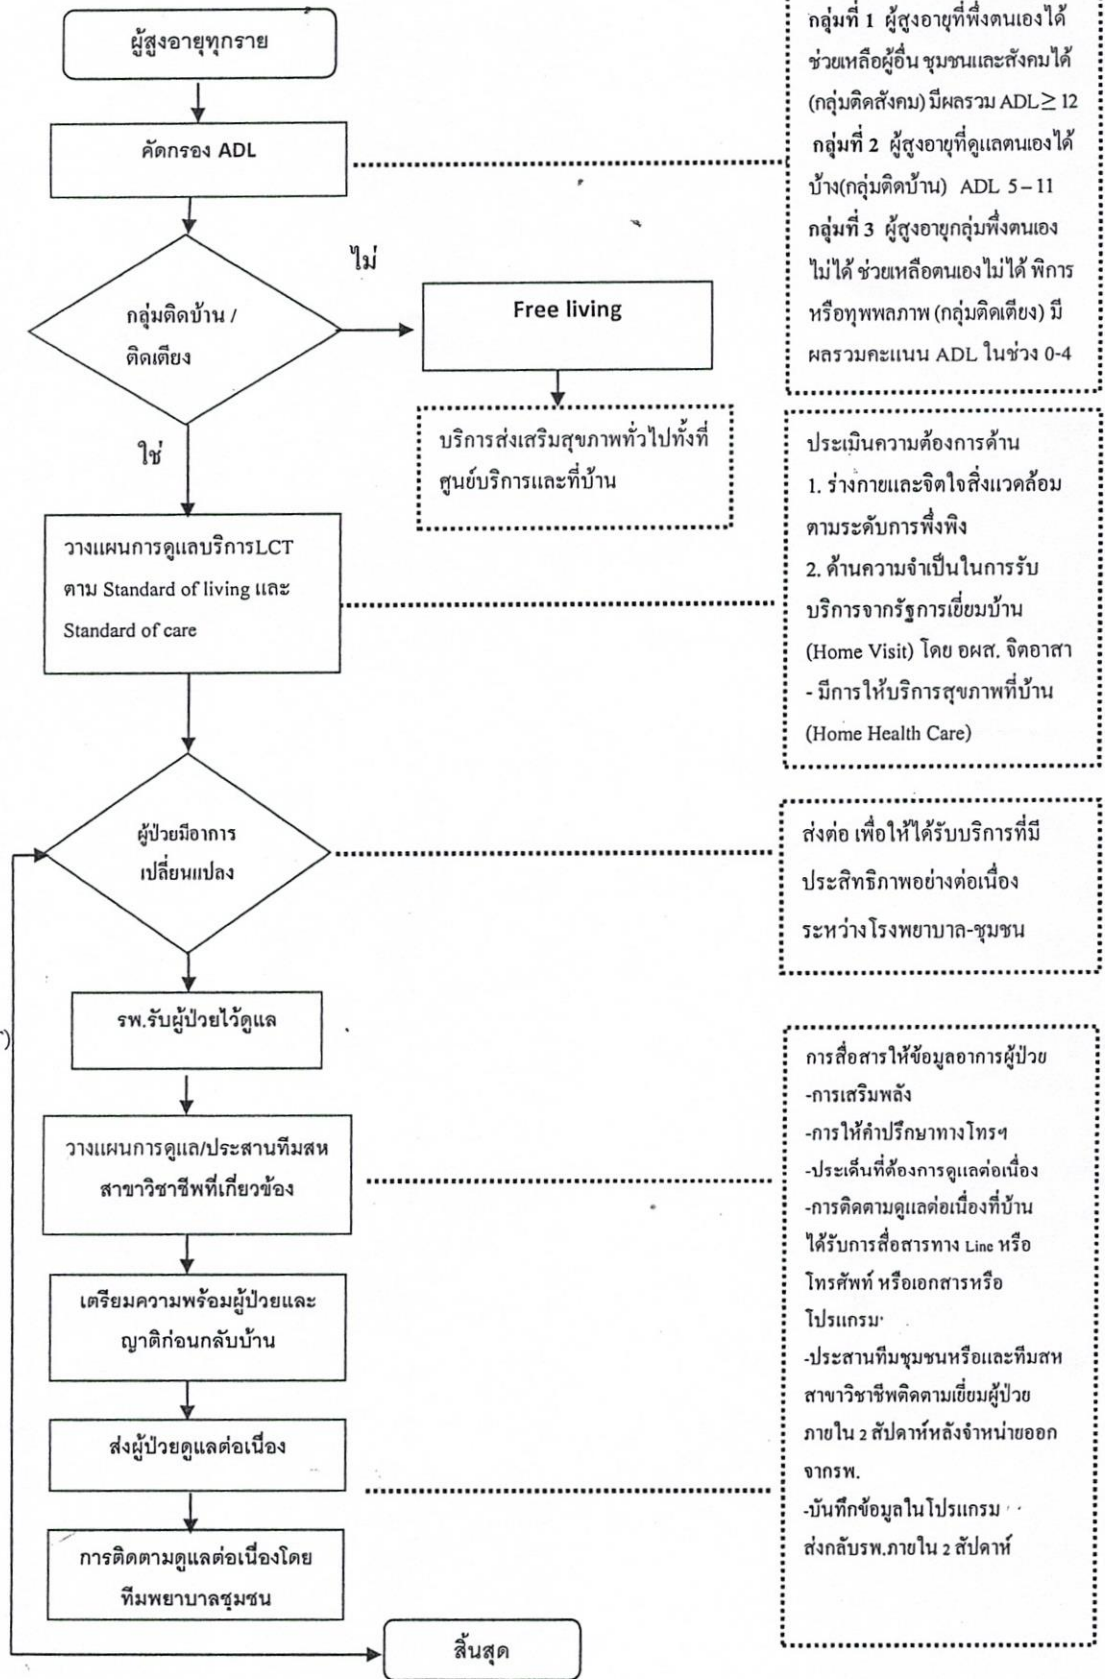 ผู้สูงอายุทุกราย
คัดกรอง ADL
กลุ่มที่ 1 ผู้สูงอายุที่พึ่งตนเองได้
ช่วยเหลือผู้อื่น ชุมชนและสังคมได้
(กลุ่มติดสังคม) มีผลรวม ADL ≥ 12
กลุ่มที่ 2 ผู้สูงอายุที่ดูแลตนเองได้
บ้าง(กลุ่มติดบ้าน) ADL 5–11
กลุ่มที่ 3 ผู้สูงอายุกลุ่มพึ่งตนเอง
ไม่ได้ ช่วยเหลือตนเองไม่ได้ พิการ
หรือทุพพลภาพ (กลุ่มติดเตียง) มี
ผลรวมคะแนน ADL ในช่วง 0-4
กลุ่มติดบ้าน /
ติดเตียง
ไม่
Free living
บริการส่งเสริมสุขภาพทั่วไปทั้งที่
ศูนย์บริการและที่บ้าน
ใช่
วางแผนการดูแลบริการLCT
ตาม Standard of living และ
Standard of care
ประเมินความต้องการด้าน
1. ร่างกายและจิตใจสิ่งแวดล้อม
ตามระดับการพึ่งพิง
2. ด้านความจำเป็นในการรับ
บริการจากรัฐการเยี่ยมบ้าน
(Home Visit) โดย อผส. จิตอาสา
- มีการให้บริการสุขภาพที่บ้าน
(Home Health Care)
ผู้ป่วยมีอาการ
เปลี่ยนแปลง
ส่งต่อ เพื่อให้ได้รับบริการที่มี
ประสิทธิภาพอย่างต่อเนื่อง
ระหว่างโรงพยาบาล-ชุมชน
รพ.รับผู้ป่วยไว้ดูแล
วางแผนการดูแล/ประสานทีมสห
สาขาวิชาชีพที่เกี่ยวข้อง
เตรียมความพร้อมผู้ป่วยและ
ญาติก่อนกลับบ้าน
ส่งผู้ป่วยดูแลต่อเนื่อง
การติดตามดูแลต่อเนื่องโดย
ทีมพยาบาลชุมชน
การสื่อสารให้ข้อมูลอาการผู้ป่วย
-การเสริมพลัง
-การให้คำปรึกษาทางโทรฯ
-ประเด็นที่ต้องการดูแลต่อเนื่อง
-การติดตามดูแลต่อเนื่องที่บ้าน
ได้รับการสื่อสารทาง Line หรือ
โทรศัพท์ หรือเอกสารหรือ
โปรแกรม
-ประสานทีมชุมชนหรือและทีมสห
สาขาวิชาชีพติดตามเยี่ยมผู้ป่วย
ภายใน 2 สัปดาห์หลังจำหน่ายออก
จากรพ.
-บันทึกข้อมูลในโปรแกรม
ส่งกลับรพ.ภายใน 2 สัปดาห์
สิ้นสุด